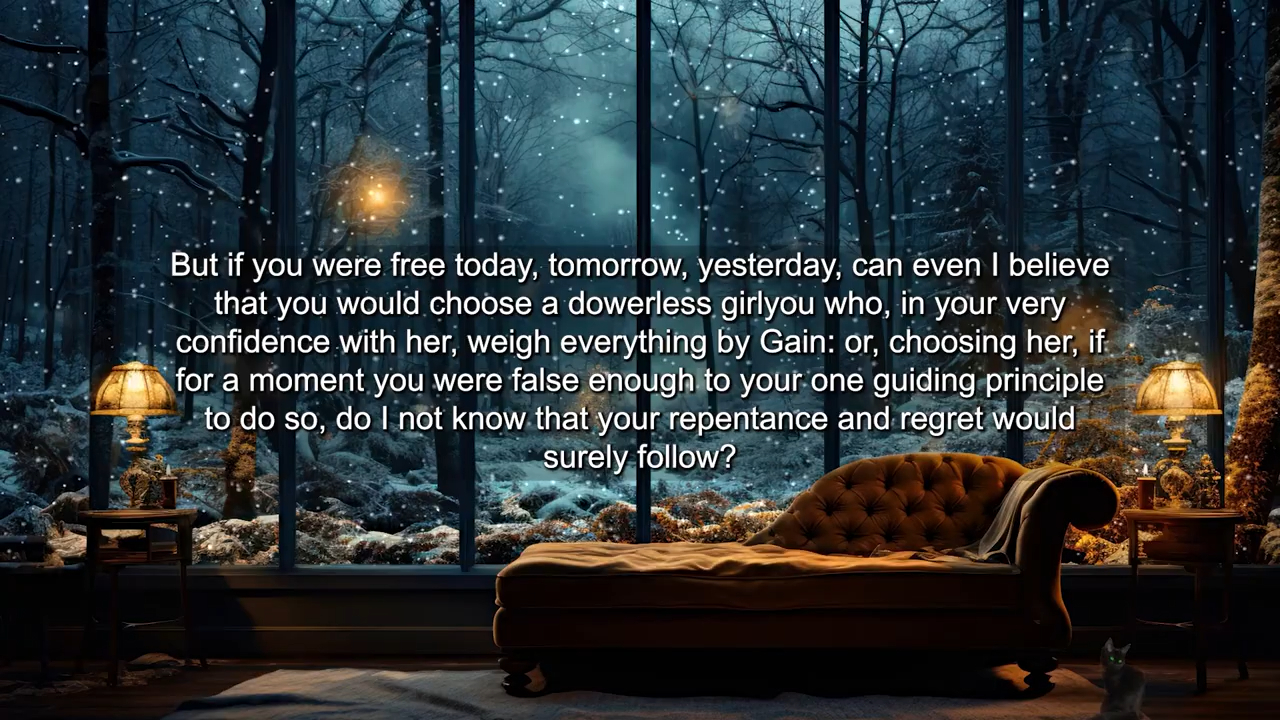 But if you were free today, tomorrow, yesterday, can even I believe
that you would choose a dowerless girlyou who, in your very
confidence with her, weigh everything by Gain: or, choosing her, if
for a moment you were false enough to your one guiding principle
to do so, do I not know that your repentance and regret would
surely follow?